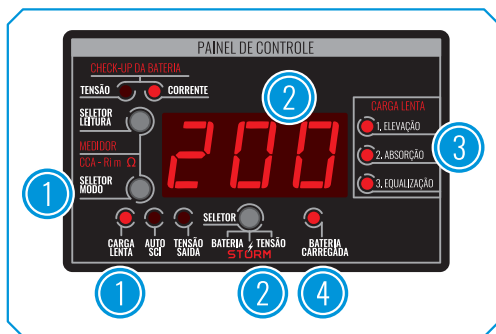 PAINEL DE CONTROLE
CHECK-UP DA BATERIA
TENSÃO
CORRENTE
2
SELETOR
LEITURA
200
CARGA LENTA
1. ELEVAÇÃO
2. ABSORÇÃO
3. EQUALIZAÇÃO
3
MEDIDOR
CCA - Ri m Ω
SELETOR
MODO
1
CARGA
LENTA
AUTO
SCI
TENSÃO
SAÍDA
SELETOR
BATERIA TENSÃO
STORM
BATERIA
CARREGADA
1
2
4